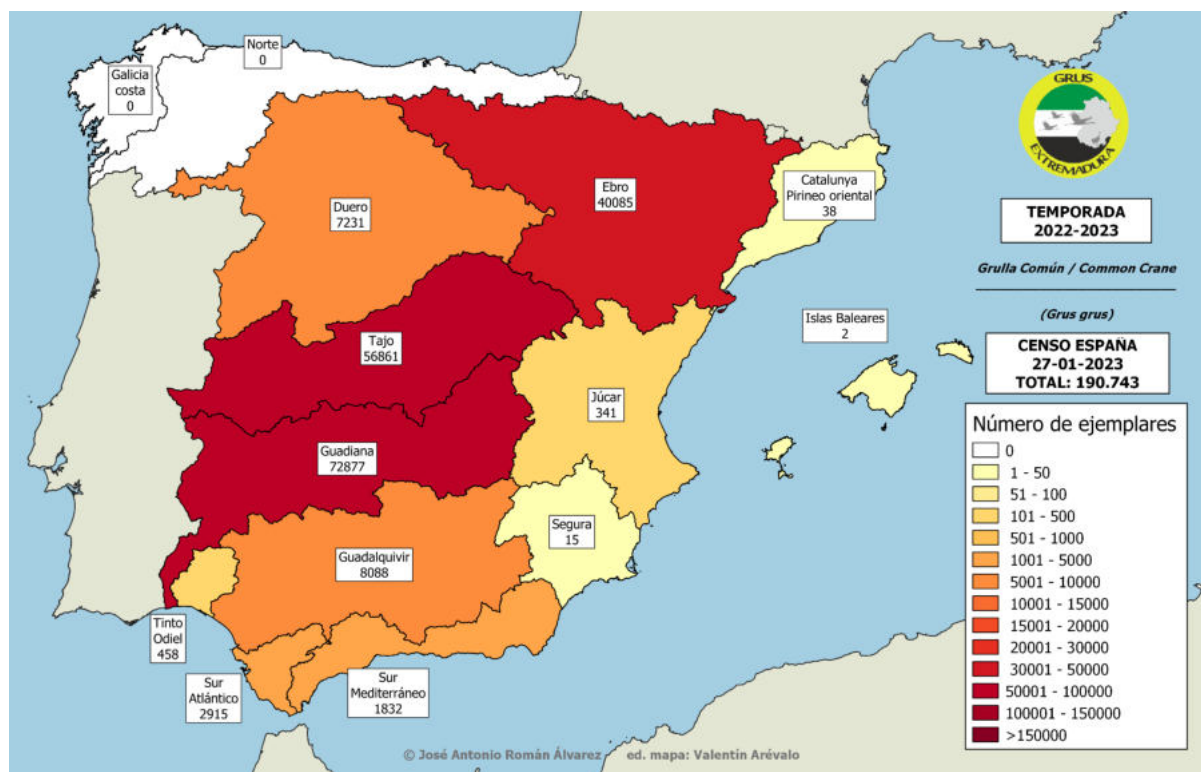 Norte
0
Galicia
costa
0
Duero
7231
Ebro
40085
Catalunya
Pirineo oriental
38
Tajo
56861
Islas Baleares
2
Júcar
341
Guadiana
72877
Segura
15
Guadalquivir
8088
Tinto
Odiel
458
Sur
Atlántico
2915
Sur
Mediterráneo
1832
GRUS
EXTREMADURA
TEMPORADA
2022-2023
Grulla Común / Common Crane
(Grus grus)
CENSO ESPAÑA
27-01-2023
TOTAL: 190.743
Número de ejemplares
0
1 - 50
51 - 100
101 - 500
501 - 1000
1001 - 5000
5001 - 10000
10001 - 15000
15001 - 20000
20001 - 30000
30001 - 50000
50001 - 100000
100001 - 150000
>150000
© José Antonio Román Álvarez ed. mapa: Valentín Arévalo